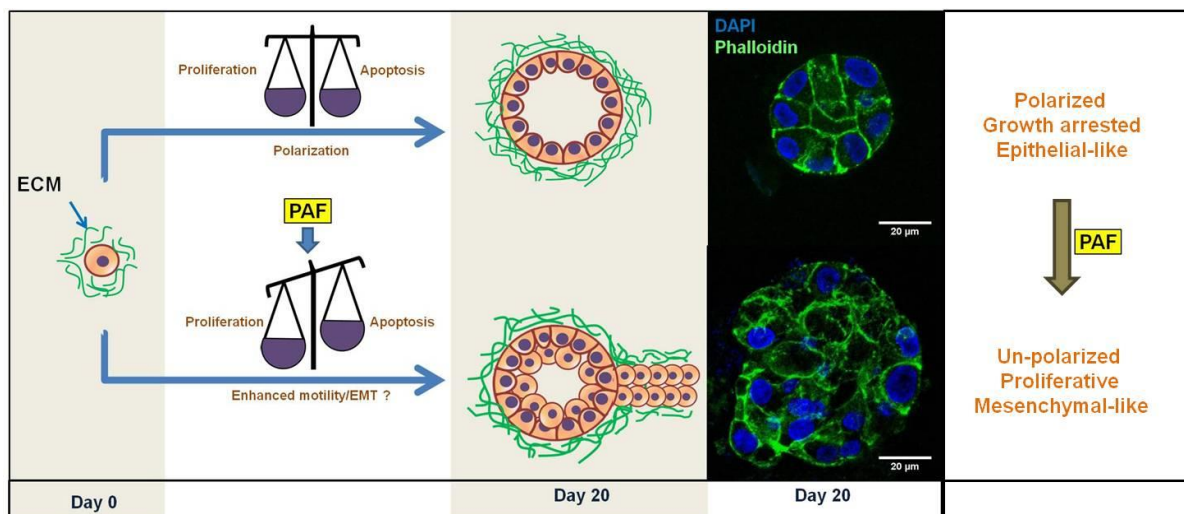 Proliferation
Apoptosis
Polarization
ECM
PAF
Proliferation
Apoptosis
Enhanced motility/EMT ?
DAPI
Phalloidin
20 µm
20 µm
Polarized
Growth arrested
Epithelial-like
PAF
Un-polarized
Proliferative
Mesenchymal-like
Day 0
Day 20
Day 20